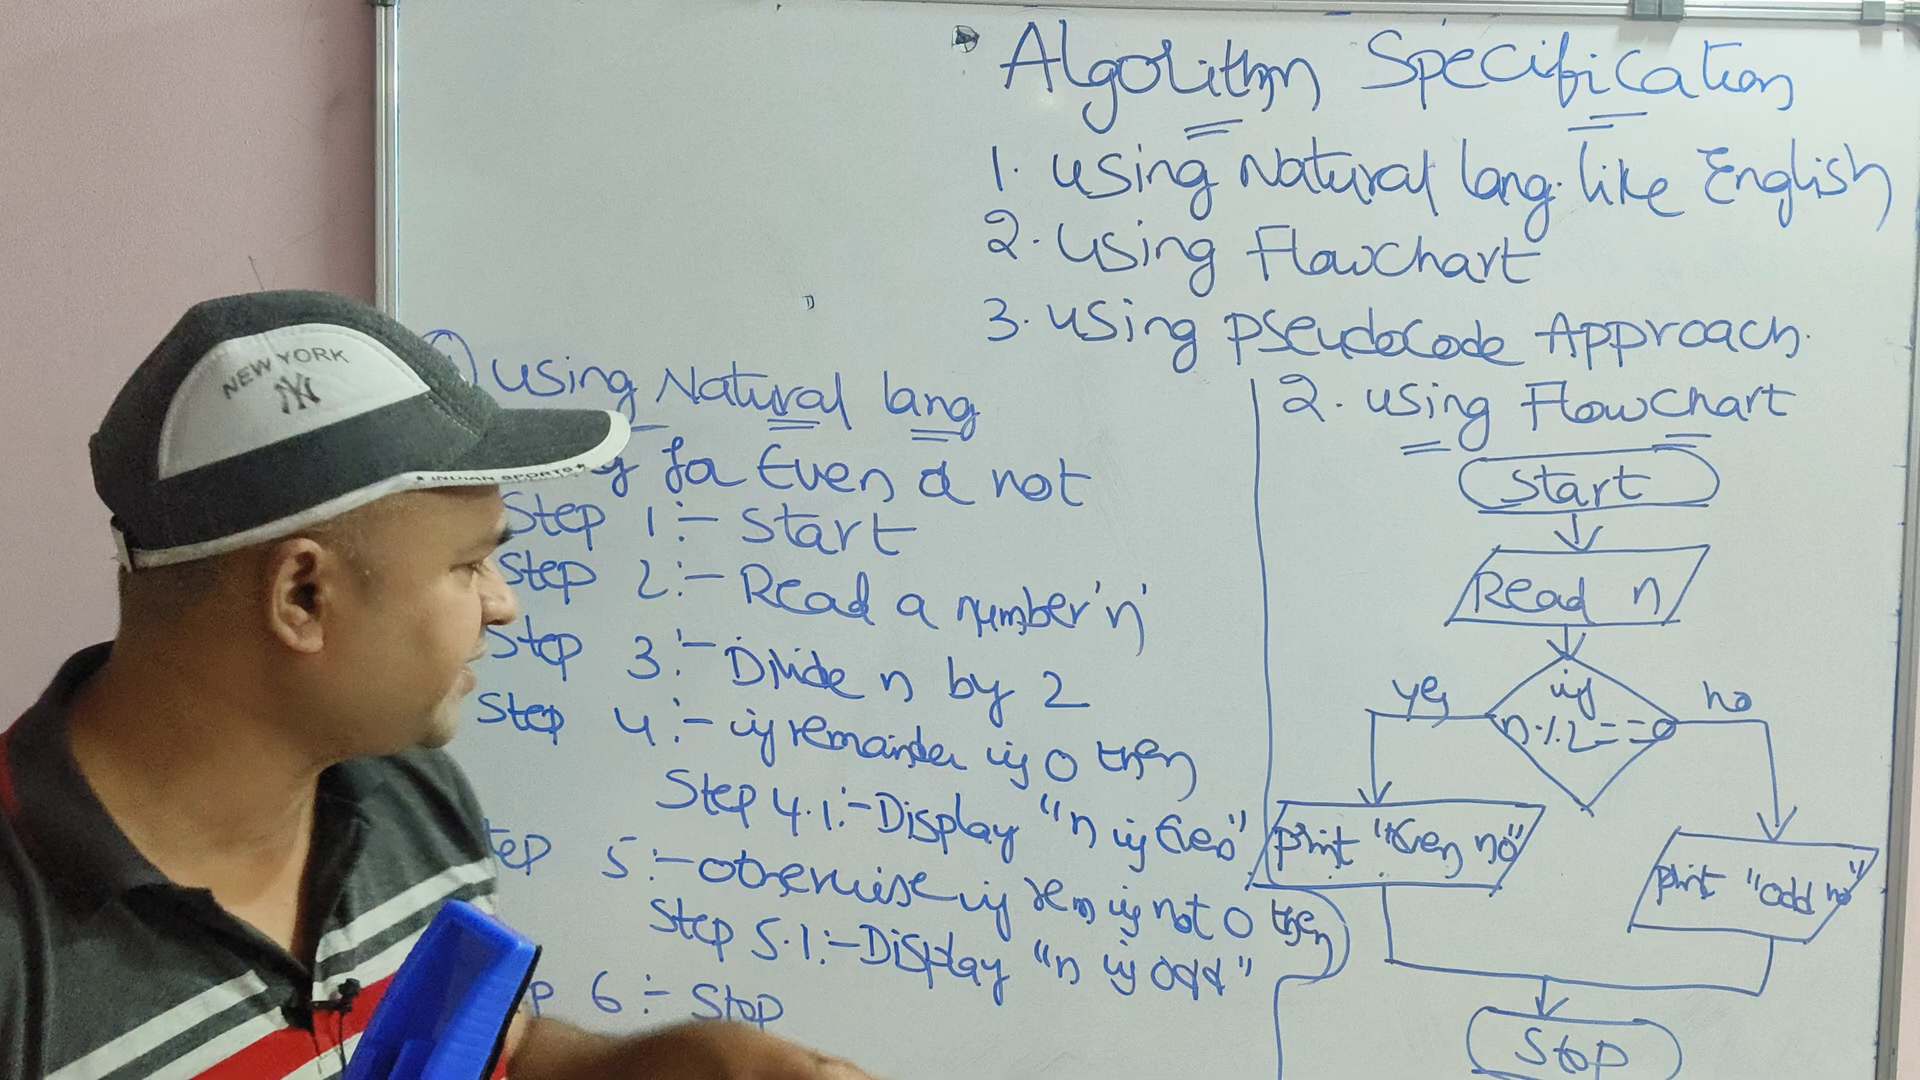 Algorithm Specification
1. using Natural lang. like English
2. using Flowchart
3. using pseudocode Approach.
1 using Natural lang
for Even or not
Step 1:- Start
Step 2:- Read a number 'n'
Step 3:- Divide n by 2
Step 4:- if remainder is 0 then
Step 4.1:- Display "n is Even"
Step 5:- otherwise if rem is not 0 then
Step 5.1:- Display "n is odd"
6:- Stop
2. using Flowchart
Start
Read n
if
n%2==0
yes
no
print "Even no"
print "odd no"
Stop
NEW YORK
NY
INDIAN SPORTS